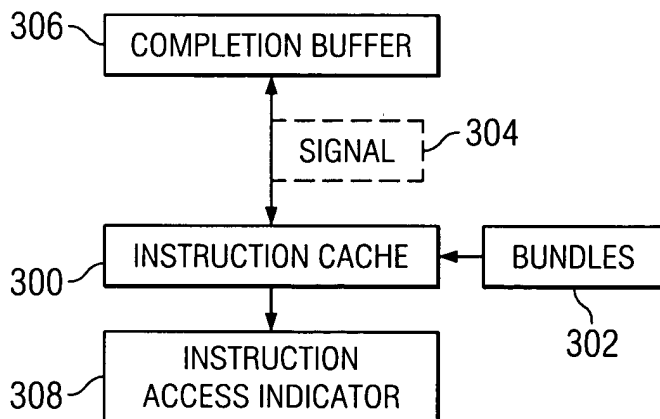 306
COMPLETION BUFFER
SIGNAL
304
300
INSTRUCTION CACHE
BUNDLES
302
308
INSTRUCTION
ACCESS INDICATOR